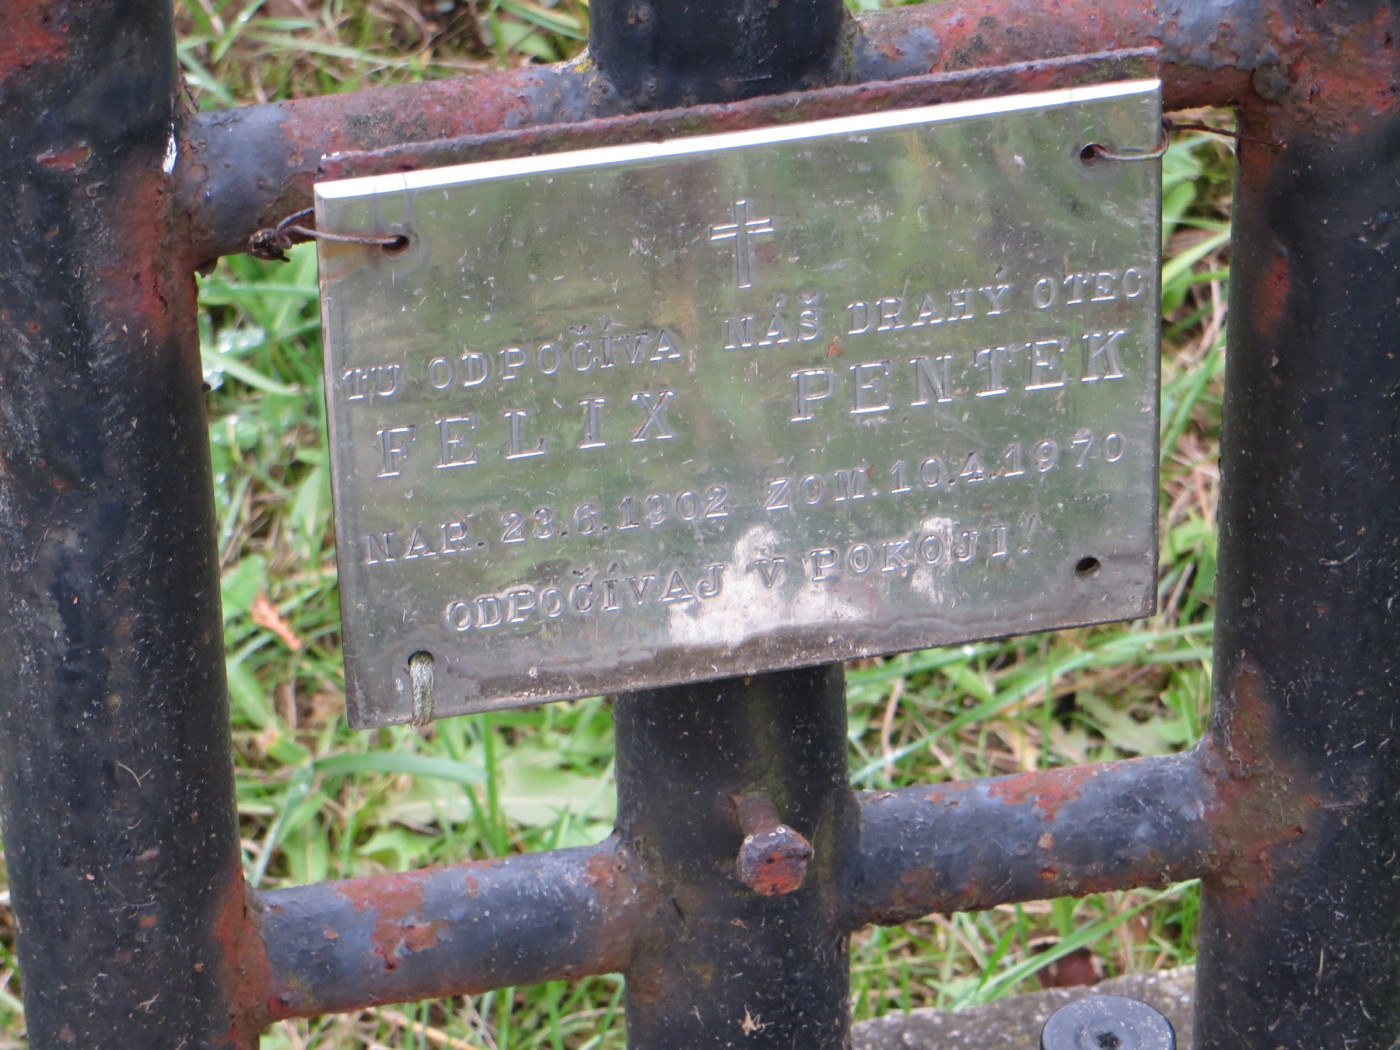 TU ODPOČÍVA NÁŠ DRAHÝ OTEC
FELIX PENTEK
NAR. 23.6.1902 ZOM. 10.4.1970
ODPOČÍVAJ V POKOJI!